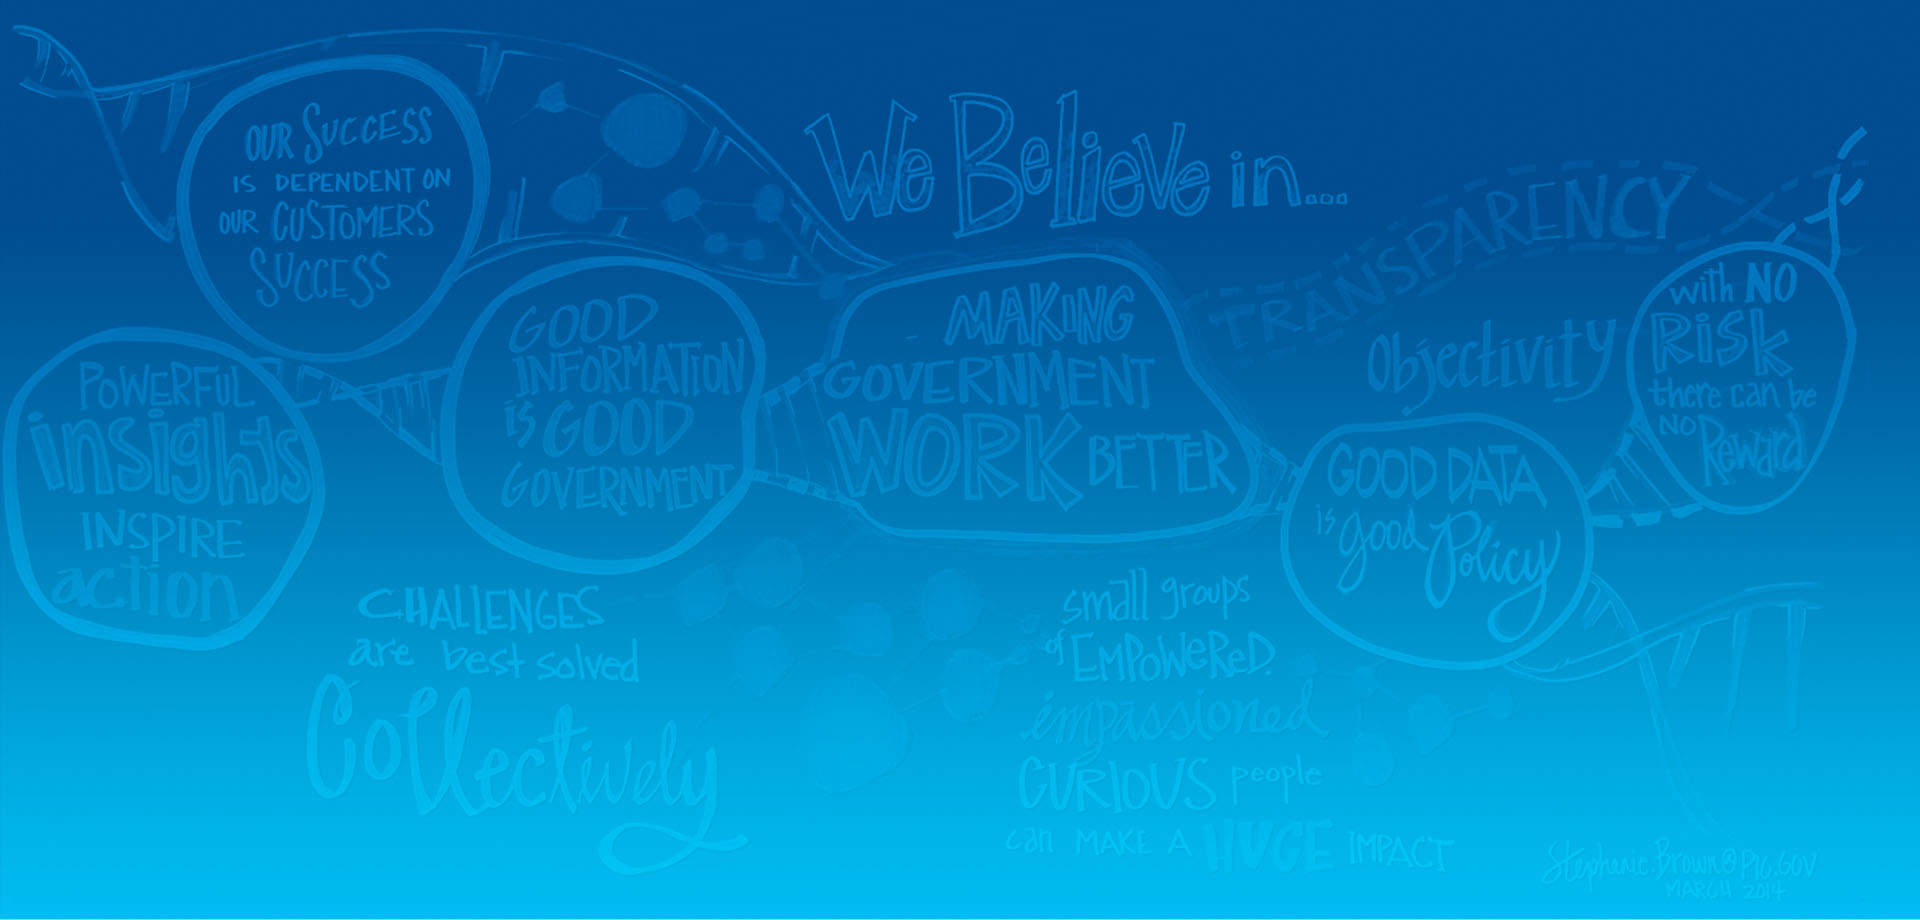 We Believe in...
OUR SUCCESS
IS DEPENDENT ON
OUR CUSTOMERS
SUCCESS
POWERFUL
insights
INSPIRE
action
GOOD
INFORMATION
is GOOD
GOVERNMENT
MAKING
GOVERNMENT
WORK BETTER
TRANSPARENCY
Objectivity
with NO
RiSK
there can be
NO Reward
GOOD DATA
is good Policy
CHALLENGES
are best solved
Collectively
small groups
of EMPOWeReD.
impassioned
CURIOUS people
can MAKE A HUGE IMPACT
Stephanie.Brown@PIC.GOV
MARCH 2014